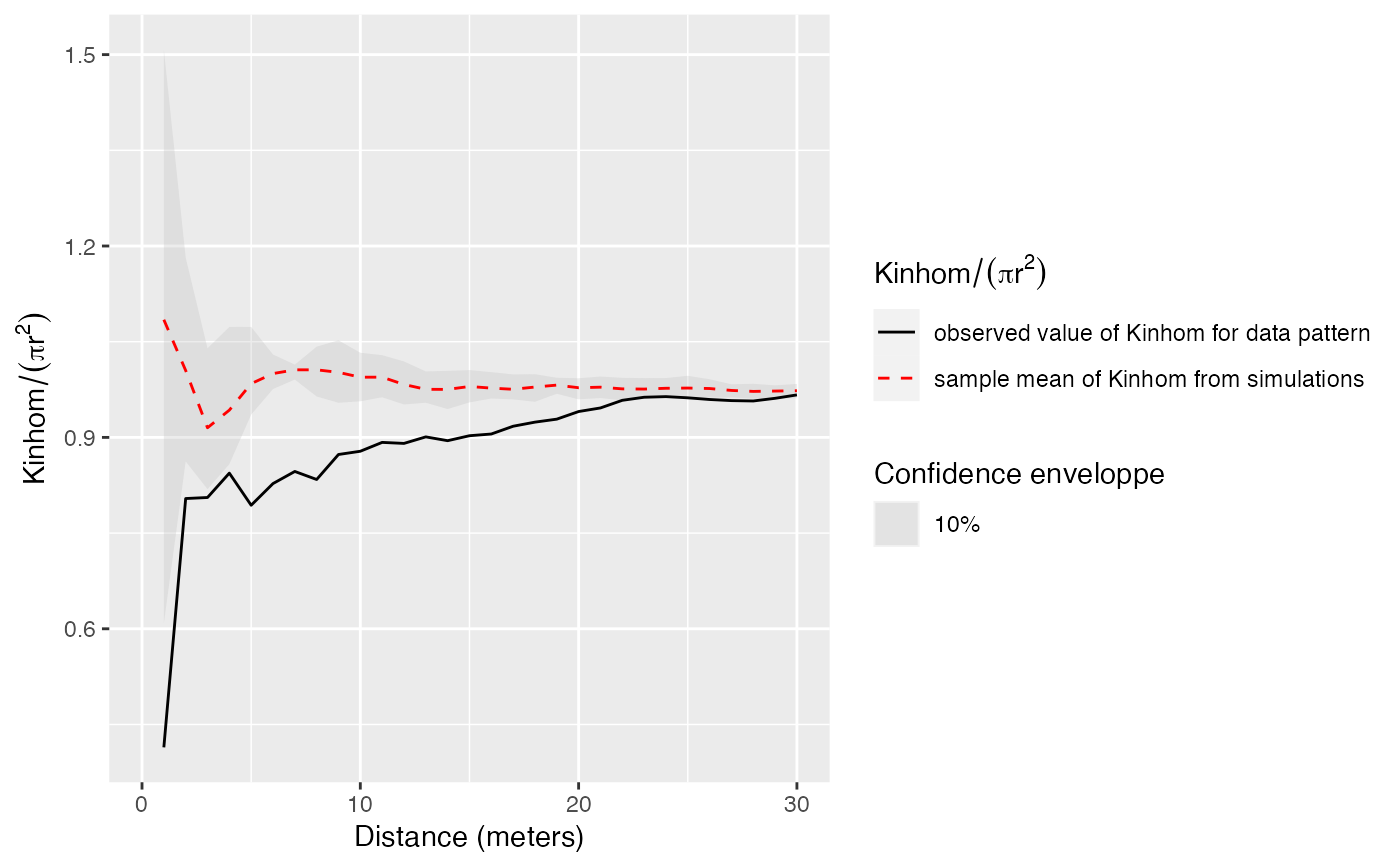 1.5
1.2
0.9
0.6
Kinhom/(πr²)
0
10
20
30
Distance (meters)
Kinhom/(πr²)
observed value of Kinhom for data pattern
sample mean of Kinhom from simulations
Confidence enveloppe
10%